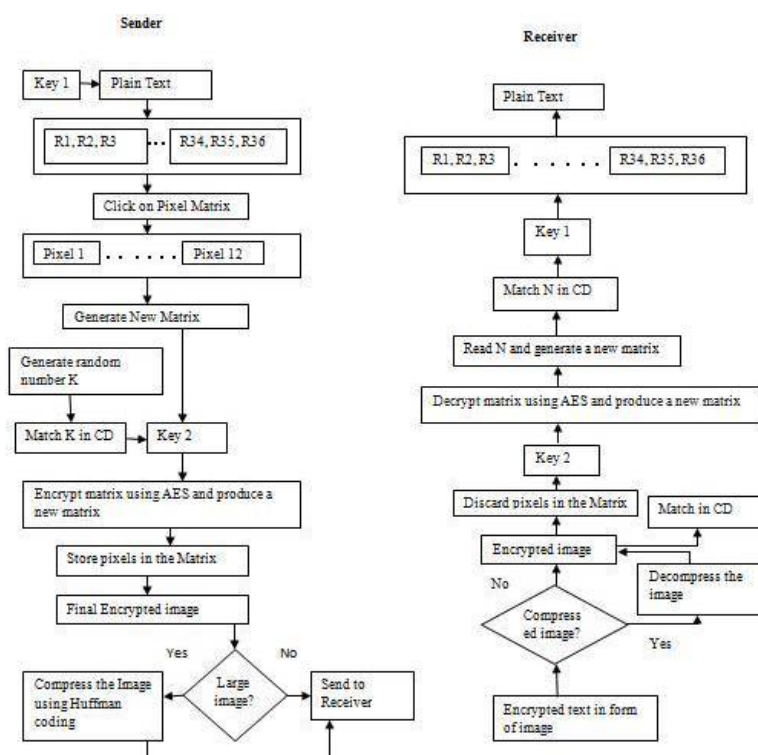 Sender
Key 1
Plain Text
R1, R2, R3
...
R34, R35, R36
Click on Pixel Matrix
Pixel 1
. . . . . .
Pixel 12
Generate New Matrix
Generate random
number K
Match K in CD
Key 2
Encrypt matrix using AES and produce a
new matrix
Store pixels in the Matrix
Final Encrypted image
Yes
No
Large
image?
Compress the Image
using Huffman
coding
Send to
Receiver
Receiver
Plain Text
R1, R2, R3
. . . . . .
R34, R35, R36
Key 1
Match N in CD
Read N and generate a new matrix
Decrypt matrix using AES and produce a new matrix
Key 2
Discard pixels in the Matrix
Match in CD
Encrypted image
Decompress the
image
No
Compress
ed image?
Yes
Encrypted text in form
of image